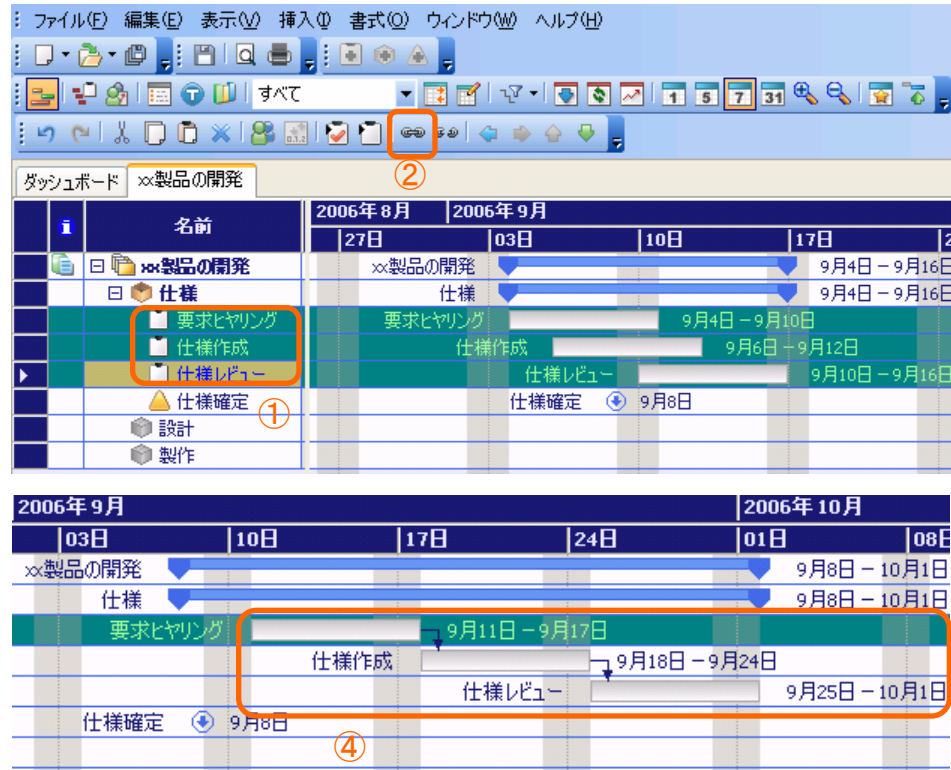 ファイル(F) 編集(E) 表示(V) 挿入(I) 書式(O) ウィンドウ(W) ヘルプ(H)
すべて
1 5 7 31
0.1.2
②
ダッシュボード xx製品の開発
名前 2006年8月 2006年9月
27日 03日 10日 17日 2
xx製品の開発 xx製品の開発 9月4日 - 9月16日
仕様 仕様 9月4日 - 9月16日
要求ヒヤリング 要求ヒヤリング 9月4日 - 9月10日
仕様作成 仕様作成 9月6日 - 9月12日
仕様レビュー 仕様レビュー 9月10日 - 9月16日
仕様確定 仕様確定 9月8日
①
設計
製作
2006年9月 2006年10月
03日 10日 17日 24日 01日 08日
xx製品の開発 9月8日 - 10月1日
仕様 9月8日 - 10月1日
要求ヒヤリング 9月11日 - 9月17日
仕様作成 9月18日 - 9月24日
仕様レビュー 9月25日 - 10月1日
仕様確定 9月8日
④